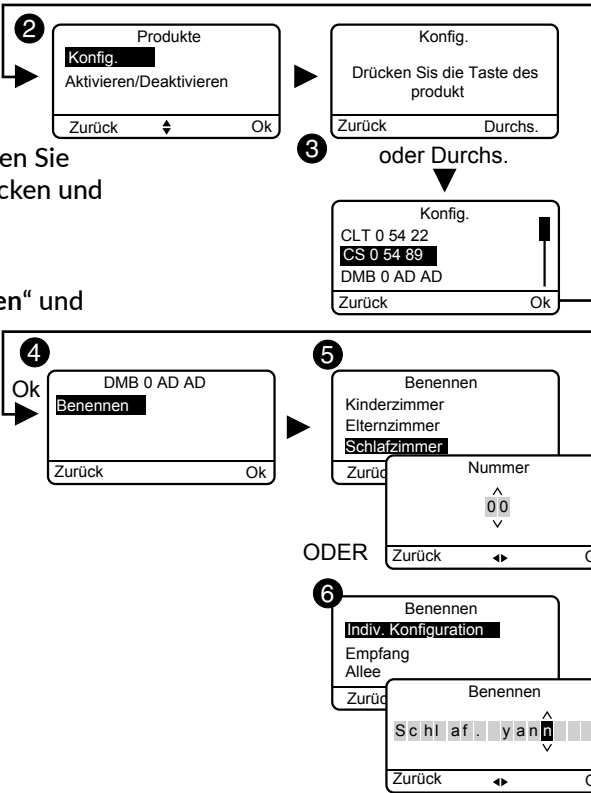 2
Produkte
Konfig.
Aktivieren/Deaktivieren
Zurück Ok
Konfig.
Drücken Sis die Taste des
produkt
Zurück Durchs.
en Sie
cken und
3
oder Durchs.
Konfig.
CLT 0 54 22
CS 0 54 89
DMB 0 AD AD
Zurück Ok
en“ und
4
Ok
DMB 0 AD AD
Benennen
Zurück Ok
5
Benennen
Kinderzimmer
Elternzimmer
Schlafzimmer
Zurüc
Nummer
00
Zurück
ODER
6
Benennen
Indiv. Konfiguration
Empfang
Allee
Zurüc
Benennen
Schlaf. yann
Zurück